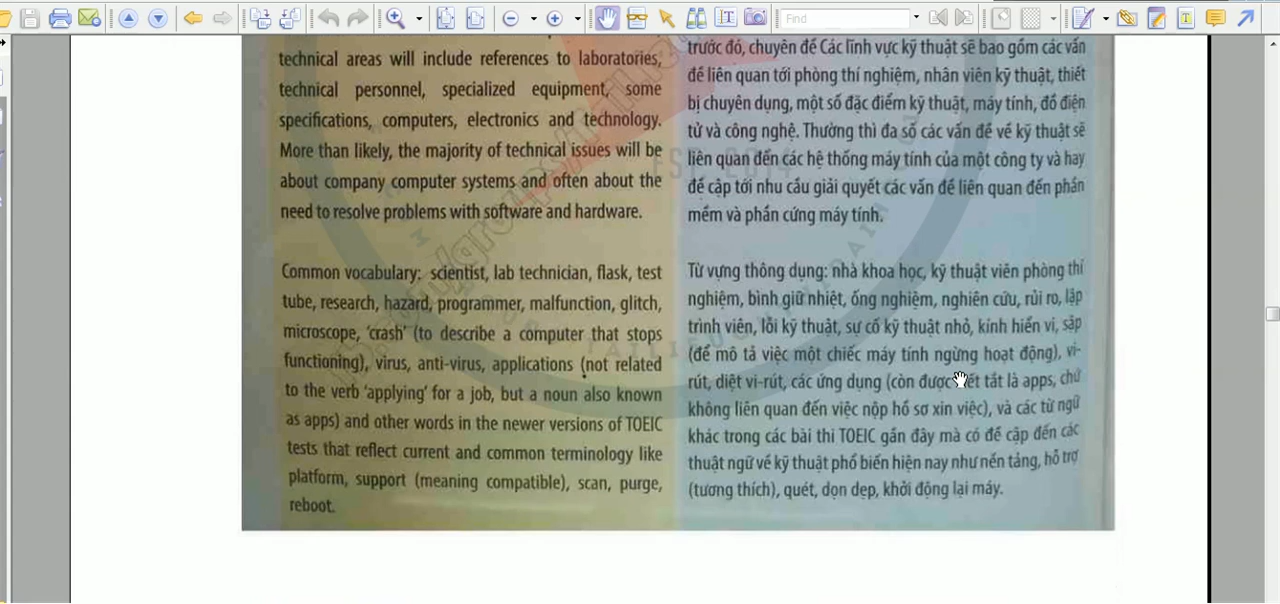 Find
technical areas will include references to laboratories,
technical personnel, specialized equipment, some
specifications, computers, electronics and technology.
More than likely, the majority of technical issues will be
about company computer systems and often about the
need to resolve problems with software and hardware.
Common vocabulary: scientist, lab technician, flask, test
tube, research, hazard, programmer, malfunction, glitch,
microscope, ‘crash’ (to describe a computer that stops
functioning), virus, anti-virus, applications (not related
to the verb ‘applying’ for a job, but a noun also known
as apps) and other words in the newer versions of TOEIC
tests that reflect current and common terminology like
platform, support (meaning compatible), scan, purge,
reboot.
trước đó, chuyên đề Các lĩnh vực kỹ thuật sẽ bao gồm các vấn
đề liên quan tới phòng thí nghiệm, nhân viên kỹ thuật, thiết
bị chuyên dụng, một số đặc điểm kỹ thuật, máy tính, đồ điện
tử và công nghệ. Thường thì đa số các vấn đề về kỹ thuật sẽ
liên quan đến các hệ thống máy tính của một công ty và hay
đề cập tới nhu cầu giải quyết các vấn đề liên quan đến phần
mềm và phần cứng máy tính.
Từ vựng thông dụng: nhà khoa học, kỹ thuật viên phòng thí
nghiệm, bình giữ nhiệt, ống nghiệm, nghiên cứu, rủi ro, lập
trình viên, lỗi kỹ thuật, sự cố kỹ thuật nhỏ, kính hiển vi, sập
(để mô tả việc một chiếc máy tính ngừng hoạt động), vi-
rút, diệt vi-rút, các ứng dụng (còn được tắt là apps, chứ
không liên quan đến việc nộp hồ sơ xin việc), và các từ ngữ
khác trong các bài thi TOEIC gần đây mà có đề cập đến các
thuật ngữ về kỹ thuật phổ biến hiện nay như nền tảng, hỗ trợ
(tương thích), quét, dọn dẹp, khởi động lại máy.
EST. 2014